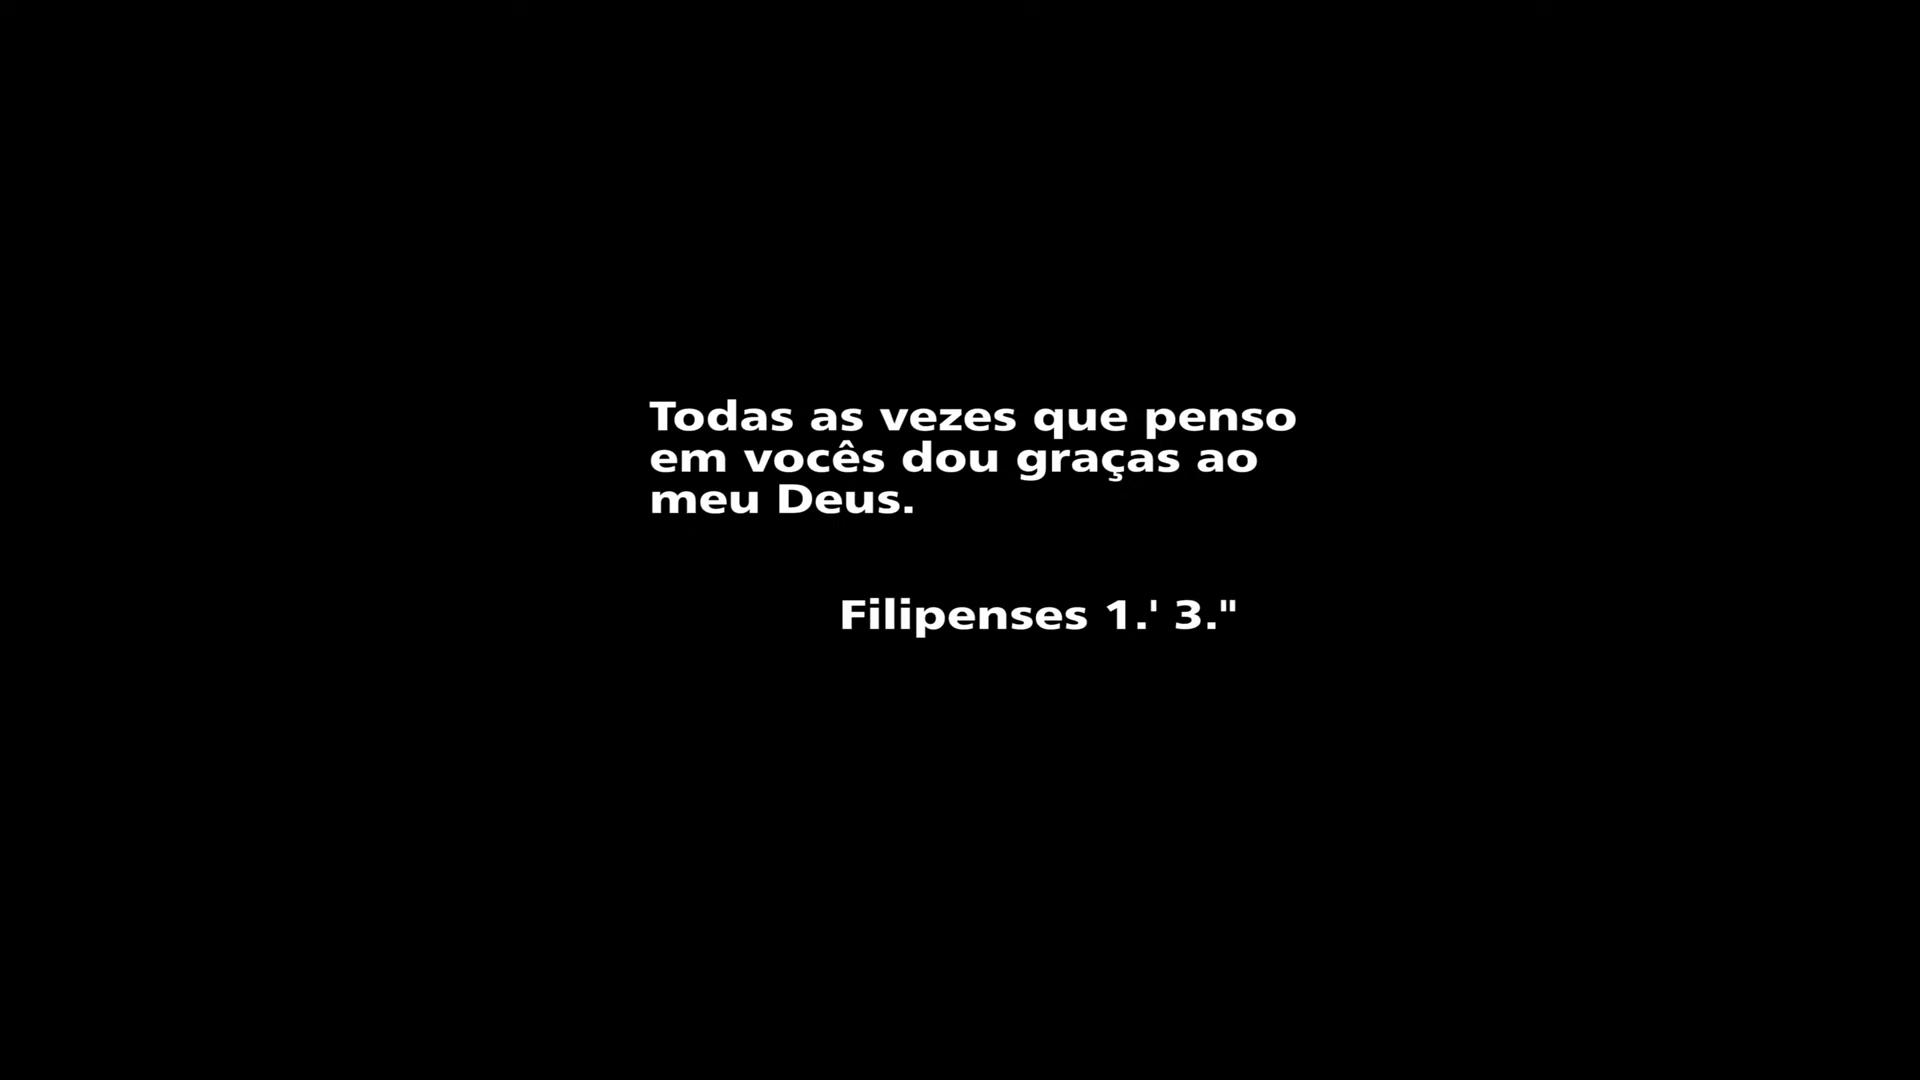 Todas as vezes que penso
em vocês dou graças ao
meu Deus.
Filipenses 1.' 3."